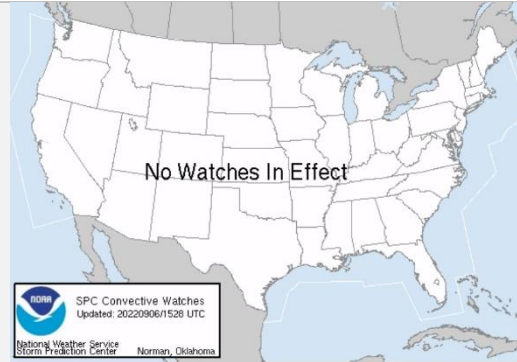 No Watches In Effect
NOAA
SPC Convective Watches
Updated: 20220906/1528 UTC
National Weather Service
Storm Prediction Center Norman, Oklahoma